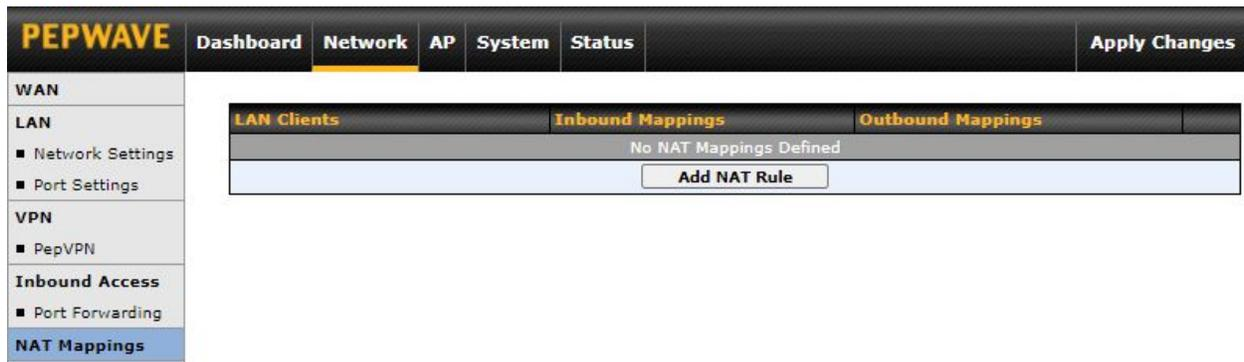 PEPWAVE Dashboard Network AP System Status Apply Changes
WAN
LAN
Network Settings
Port Settings
VPN
PepVPN
Inbound Access
Port Forwarding
NAT Mappings
LAN Clients Inbound Mappings Outbound Mappings
No NAT Mappings Defined
Add NAT Rule